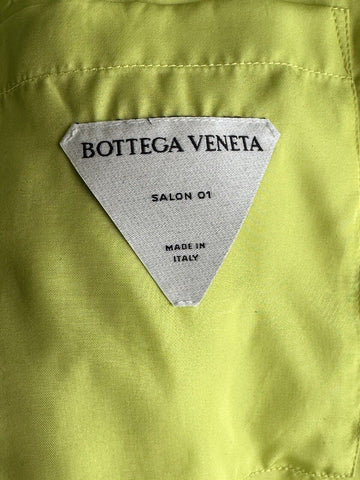 BOTTEGA VENETA
SALON 01
MADE IN
ITALY